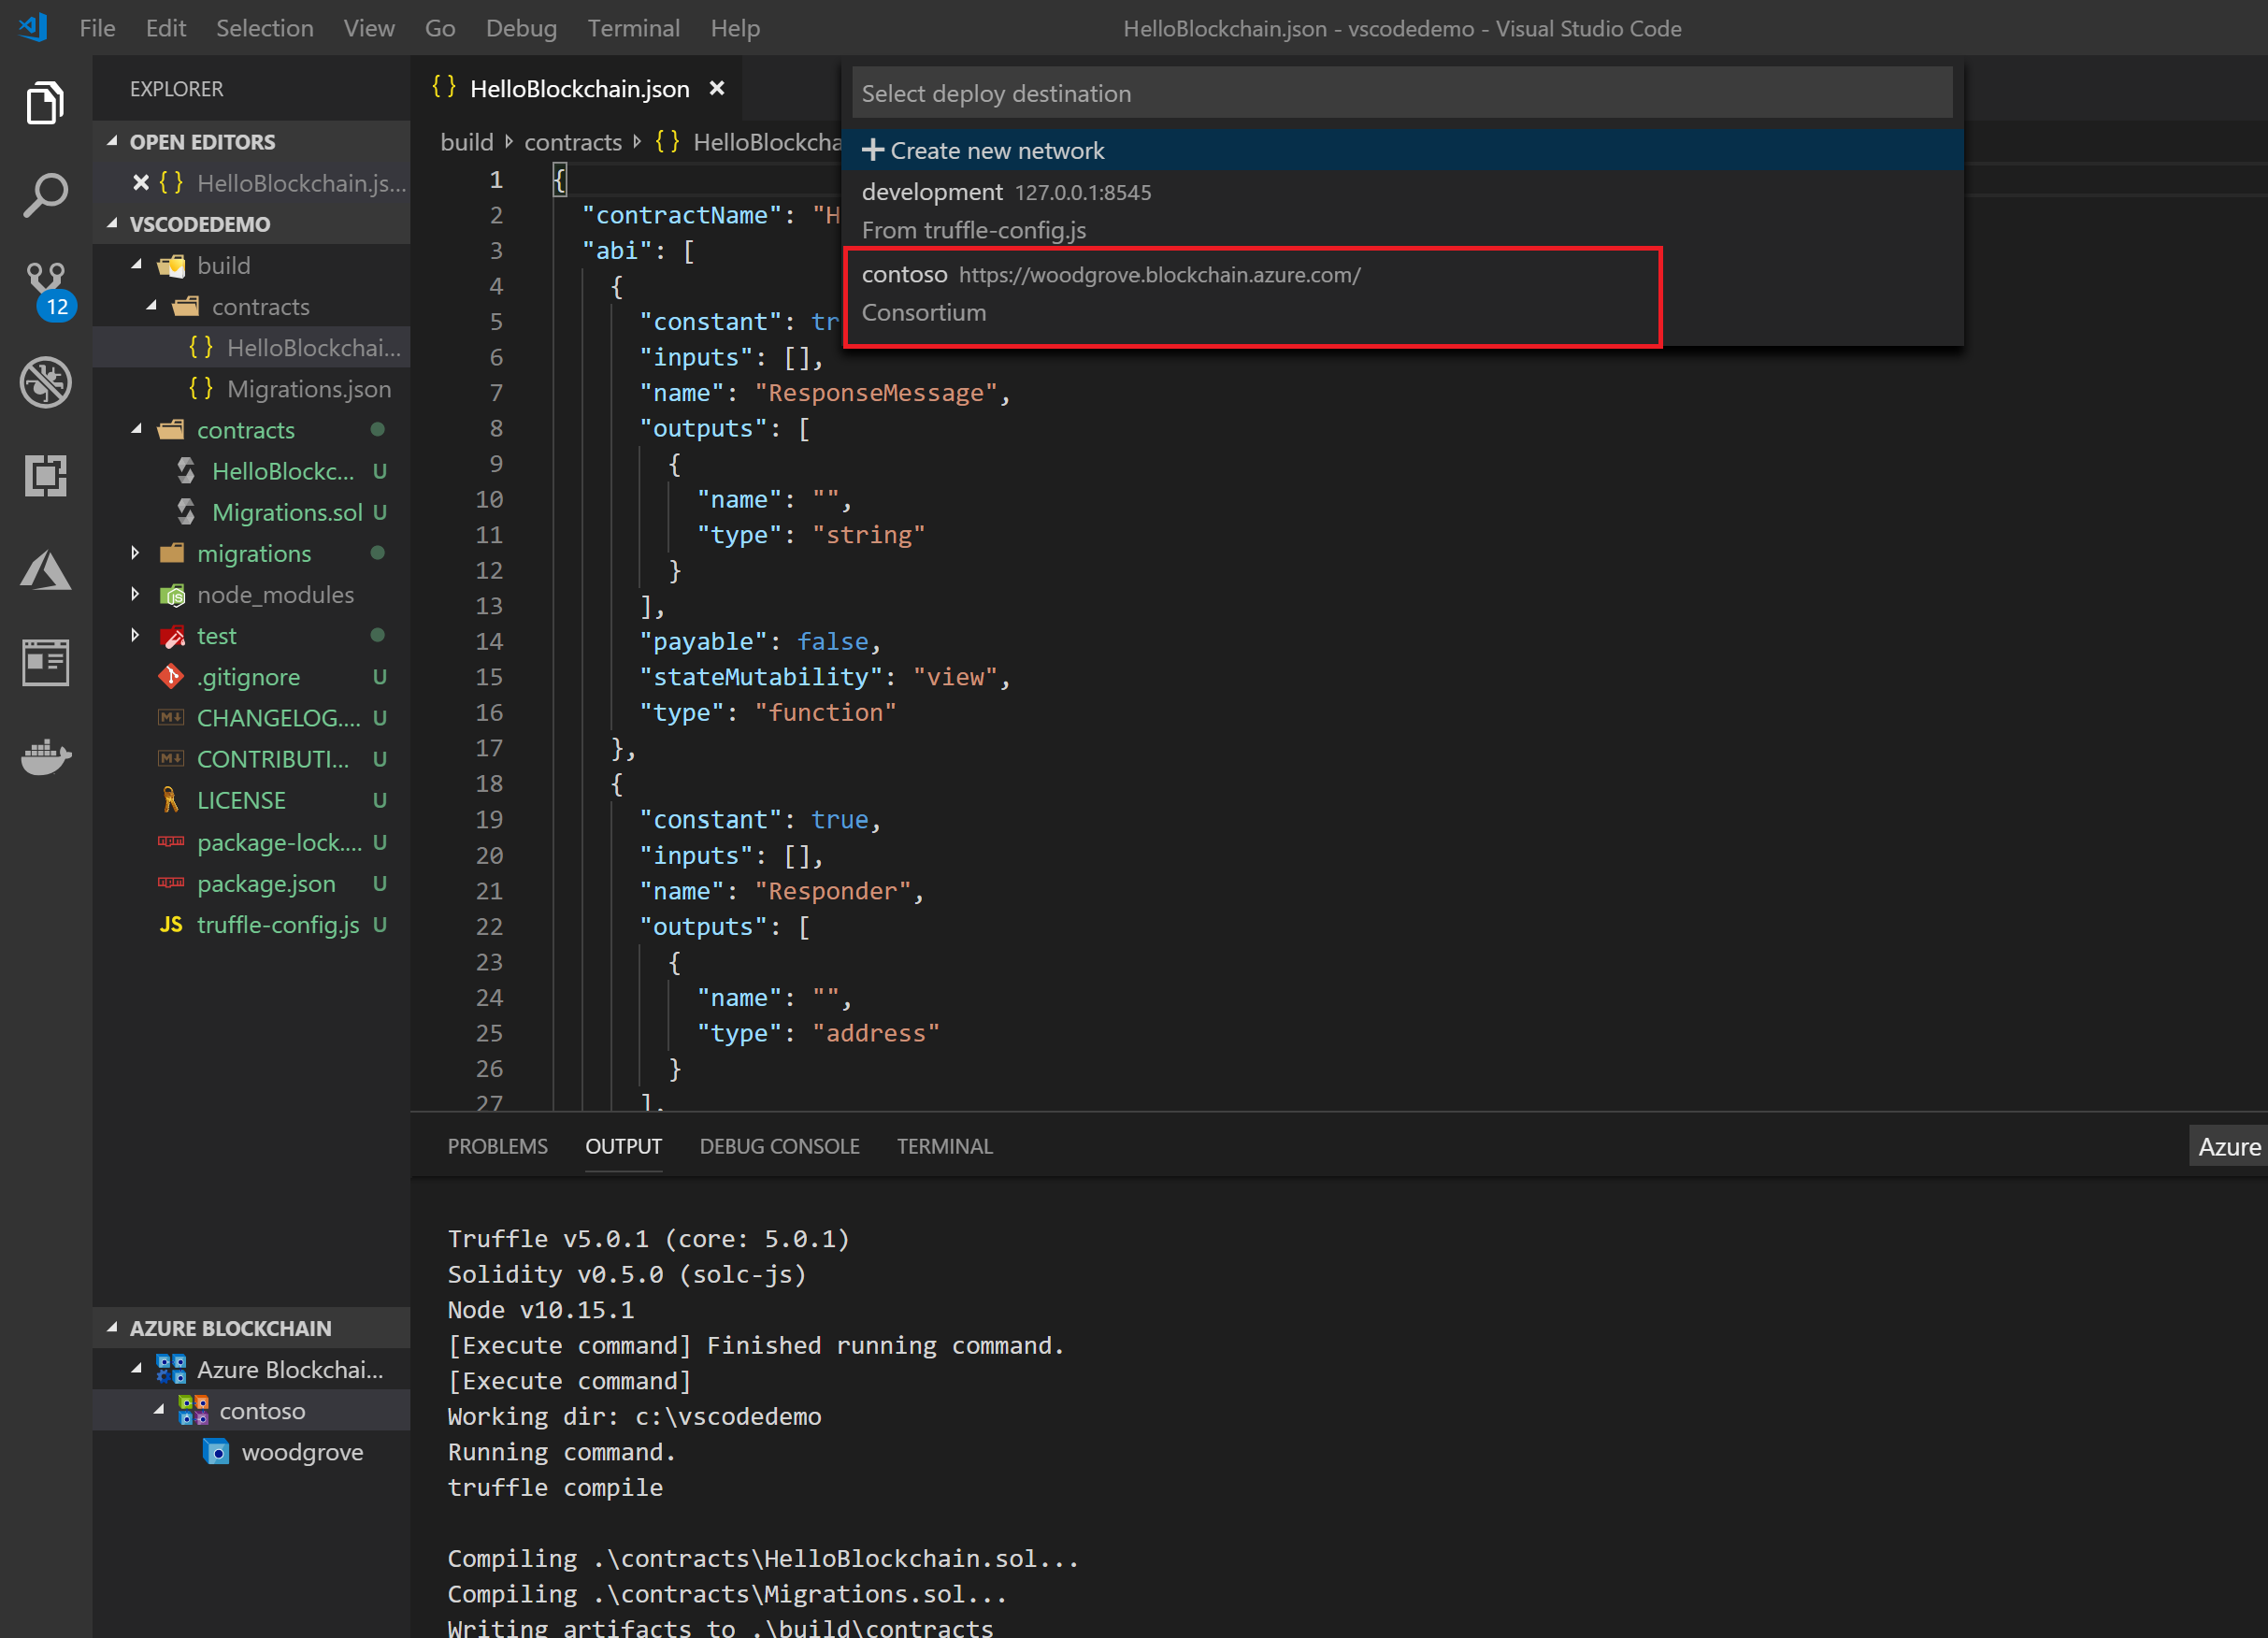 File Edit Selection View Go Debug Terminal Help
HelloBlockchain.json - vscodedemo - Visual Studio Code
EXPLORER
OPEN EDITORS
{ } HelloBlockchain.js...
VSCODEDEMO
build
contracts
{ } HelloBlockchai...
{ } Migrations.json
contracts
HelloBlockc... U
Migrations.sol U
migrations
node_modules
test
.gitignore U
CHANGELOG.... U
CONTRIBUTI... U
LICENSE U
package-lock.... U
package.json U
JS truffle-config.js U
12
AZURE BLOCKCHAIN
Azure Blockchai...
contoso
woodgrove
{ } HelloBlockchain.json
build contracts { } HelloBlockcha
Select deploy destination
Create new network
development 127.0.0.1:8545
From truffle-config.js
contoso https://woodgrove.blockchain.azure.com/
Consortium
1 {
2 "contractName": "H
3 "abi": [
4 {
5 "constant": tr
6 "inputs": [],
7 "name": "ResponseMessage",
8 "outputs": [
9 {
10 "name": "",
11 "type": "string"
12 }
13 ],
14 "payable": false,
15 "stateMutability": "view",
16 "type": "function"
17 },
18 {
19 "constant": true,
20 "inputs": [],
21 "name": "Responder",
22 "outputs": [
23 {
24 "name": "",
25 "type": "address"
26 }
27 ],
PROBLEMS OUTPUT DEBUG CONSOLE TERMINAL
Azure
Truffle v5.0.1 (core: 5.0.1)
Solidity v0.5.0 (solc-js)
Node v10.15.1
[Execute command] Finished running command.
[Execute command]
Working dir: c:\vscodedemo
Running command.
truffle compile
Compiling .\contracts\HelloBlockchain.sol...
Compiling .\contracts\Migrations.sol...
Writing artifacts to .\build\contracts